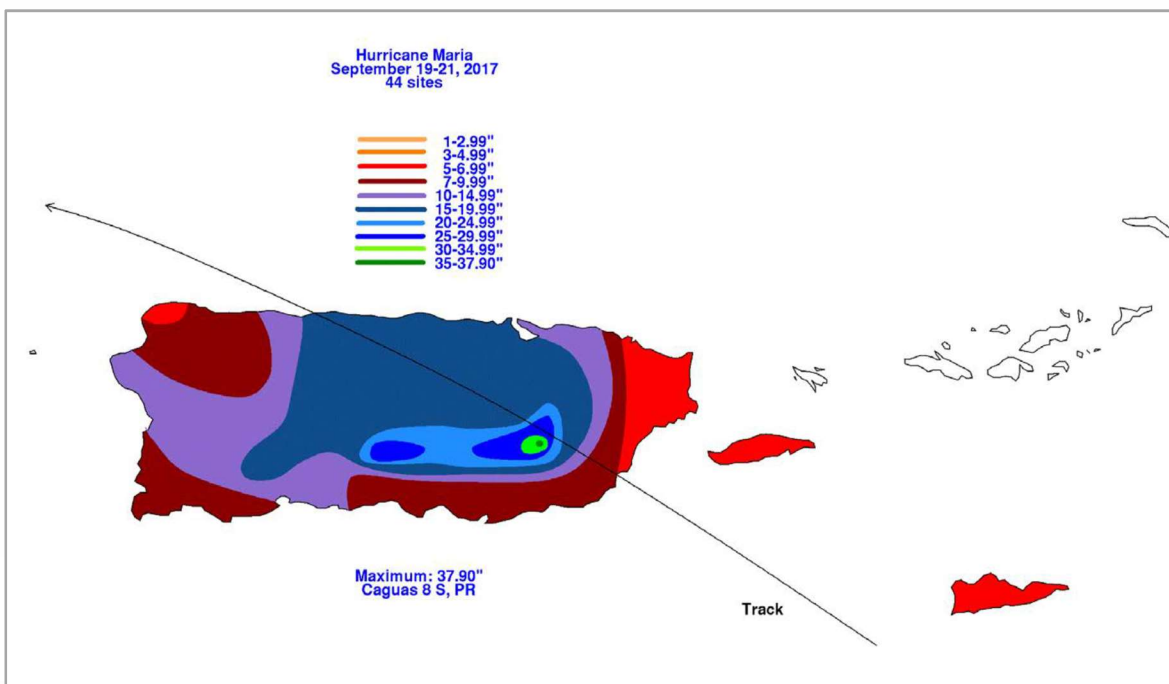 Hurricane Maria
September 19-21, 2017
44 sites
1-2.99"
3-4.99"
5-6.99"
7-9.99"
10-14.99"
15-19.99"
20-24.99"
25-29.99"
30-34.99"
35-37.90"
Maximum: 37.90"
Caguas 8 S, PR
Track